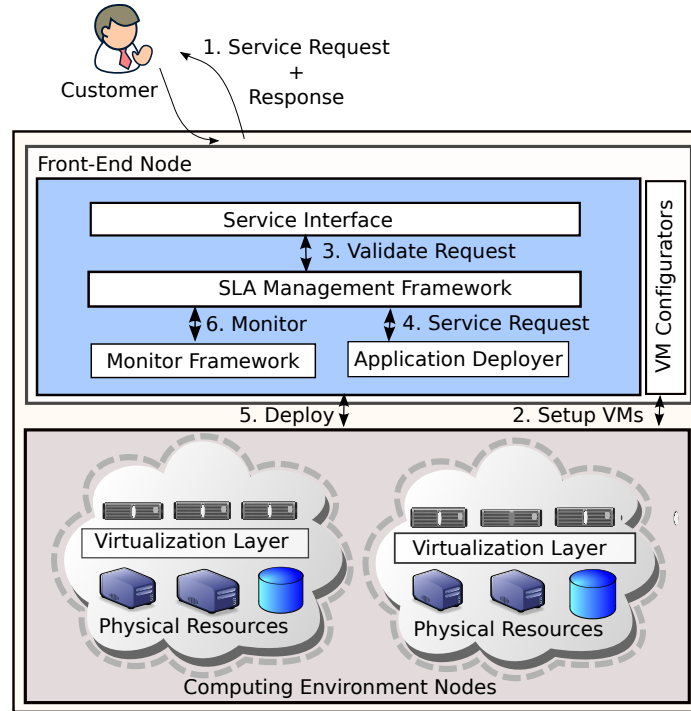 1. Service Request
+
Response
Customer
Front-End Node
Service Interface
3. Validate Request
SLA Management Framework
6. Monitor
4. Service Request
Monitor Framework
Application Deployer
VM Configurators
5. Deploy
2. Setup VMs
Virtualization Layer
Physical Resources
Virtualization Layer
Physical Resources
Computing Environment Nodes